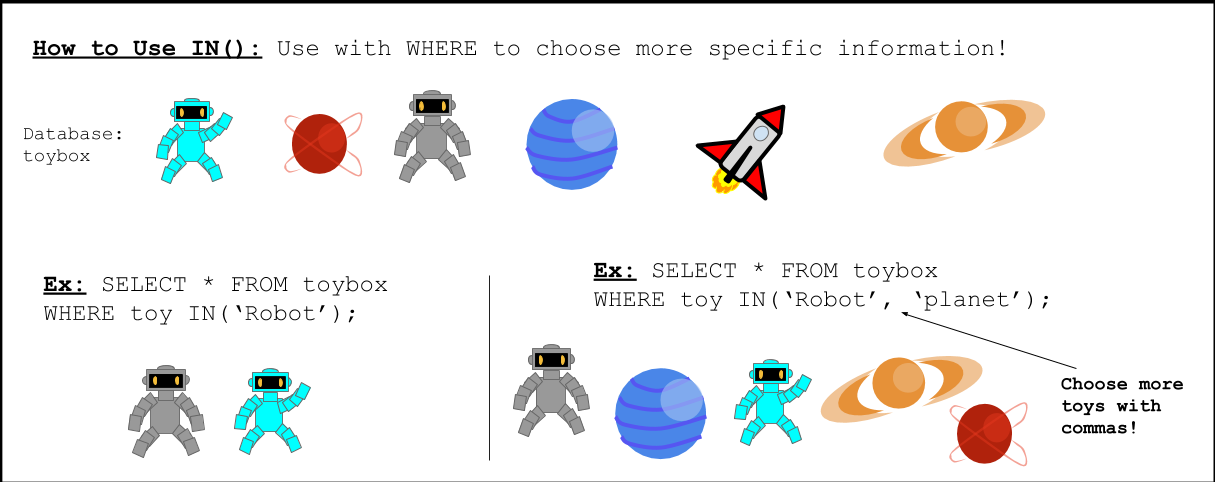 How to Use IN(): Use with WHERE to choose more specific information!
Database:
toybox
Ex: SELECT * FROM toybox
WHERE toy IN(‘Robot’);
Ex: SELECT * FROM toybox
WHERE toy IN(‘Robot’, ‘planet’);
Choose more
toys with
commas!